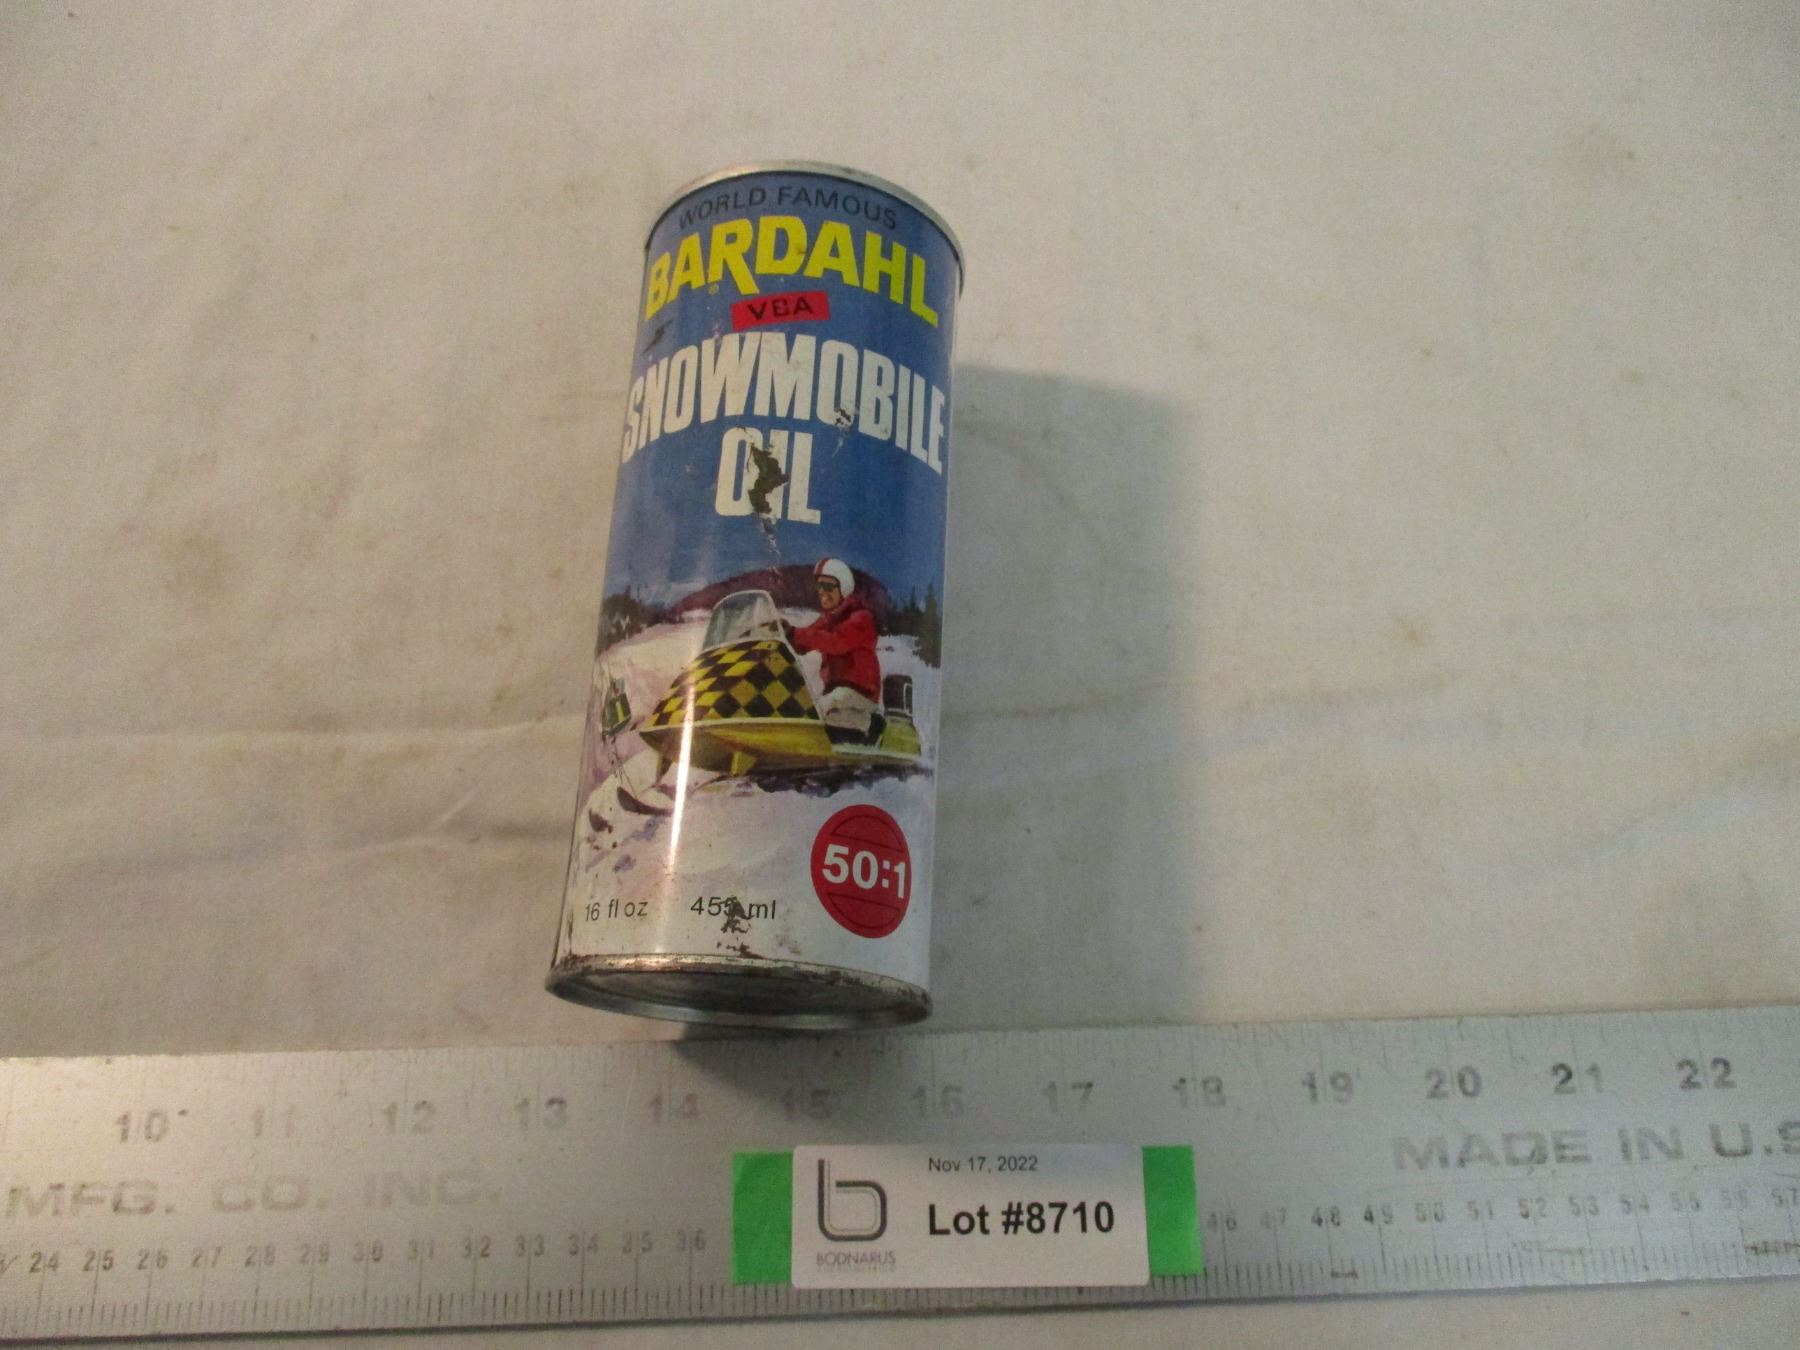 WORLD FAMOUS
BARDAHL
VBA
SNOWMOBILE
OIL
50:1
16 fl oz 455 ml
10 11 12 13 14 15 16 17 18 19 20 21 22
MFG. CO. INC. MADE IN U.S
24 25 26 27 28 29 30 31 32 33 34 35 36 46 47 48 49 50 51 52 53 54 55 56 57
Nov 17, 2022
Lot #8710
BODNARUS